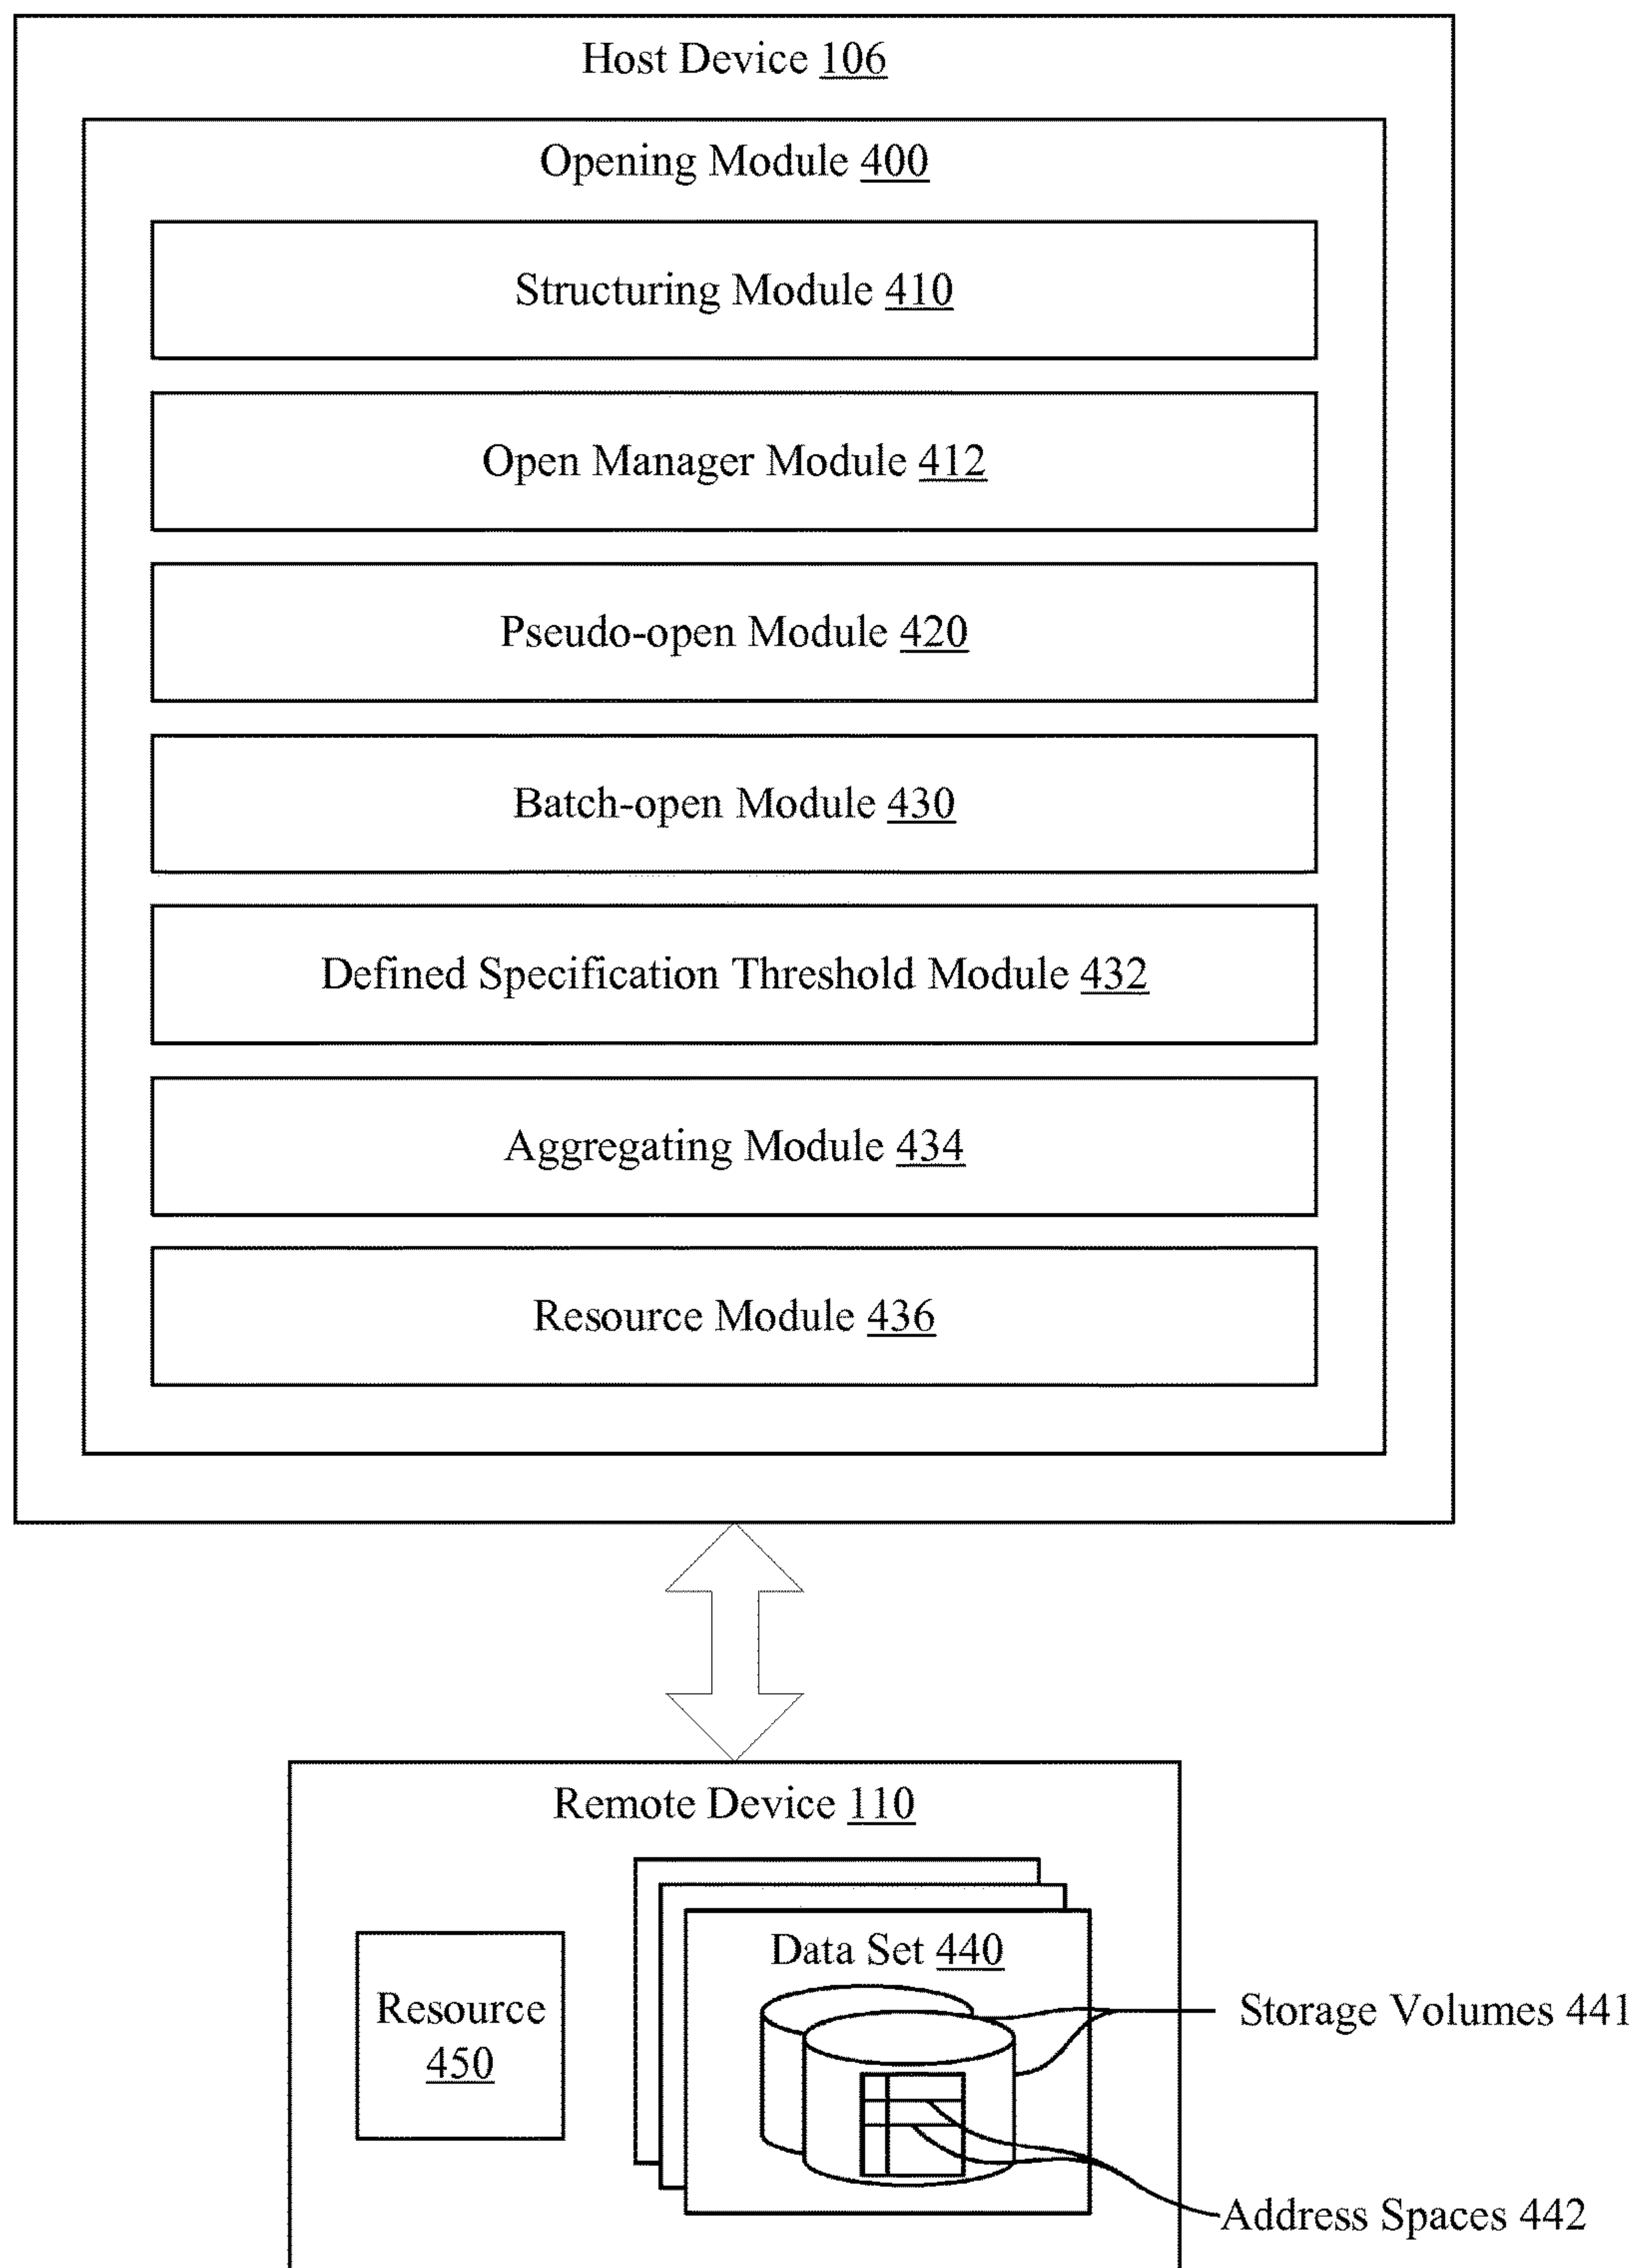 Host Device 106
Opening Module 400
Structuring Module 410
Open Manager Module 412
Pseudo-open Module 420
Batch-open Module 430
Defined Specification Threshold Module 432
Aggregating Module 434
Resource Module 436
Remote Device 110
Data Set 440
Resource
450
Storage Volumes 441
Address Spaces 442